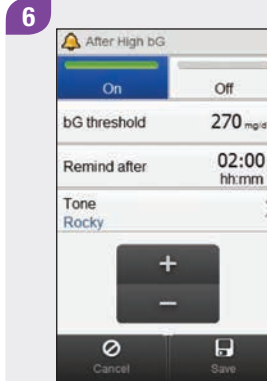 6
After High bG
On
Off
bG threshold
270 mg/d
Remind after
02:00
hh:mm
Tone
Rocky
+
−
Cancel
Save